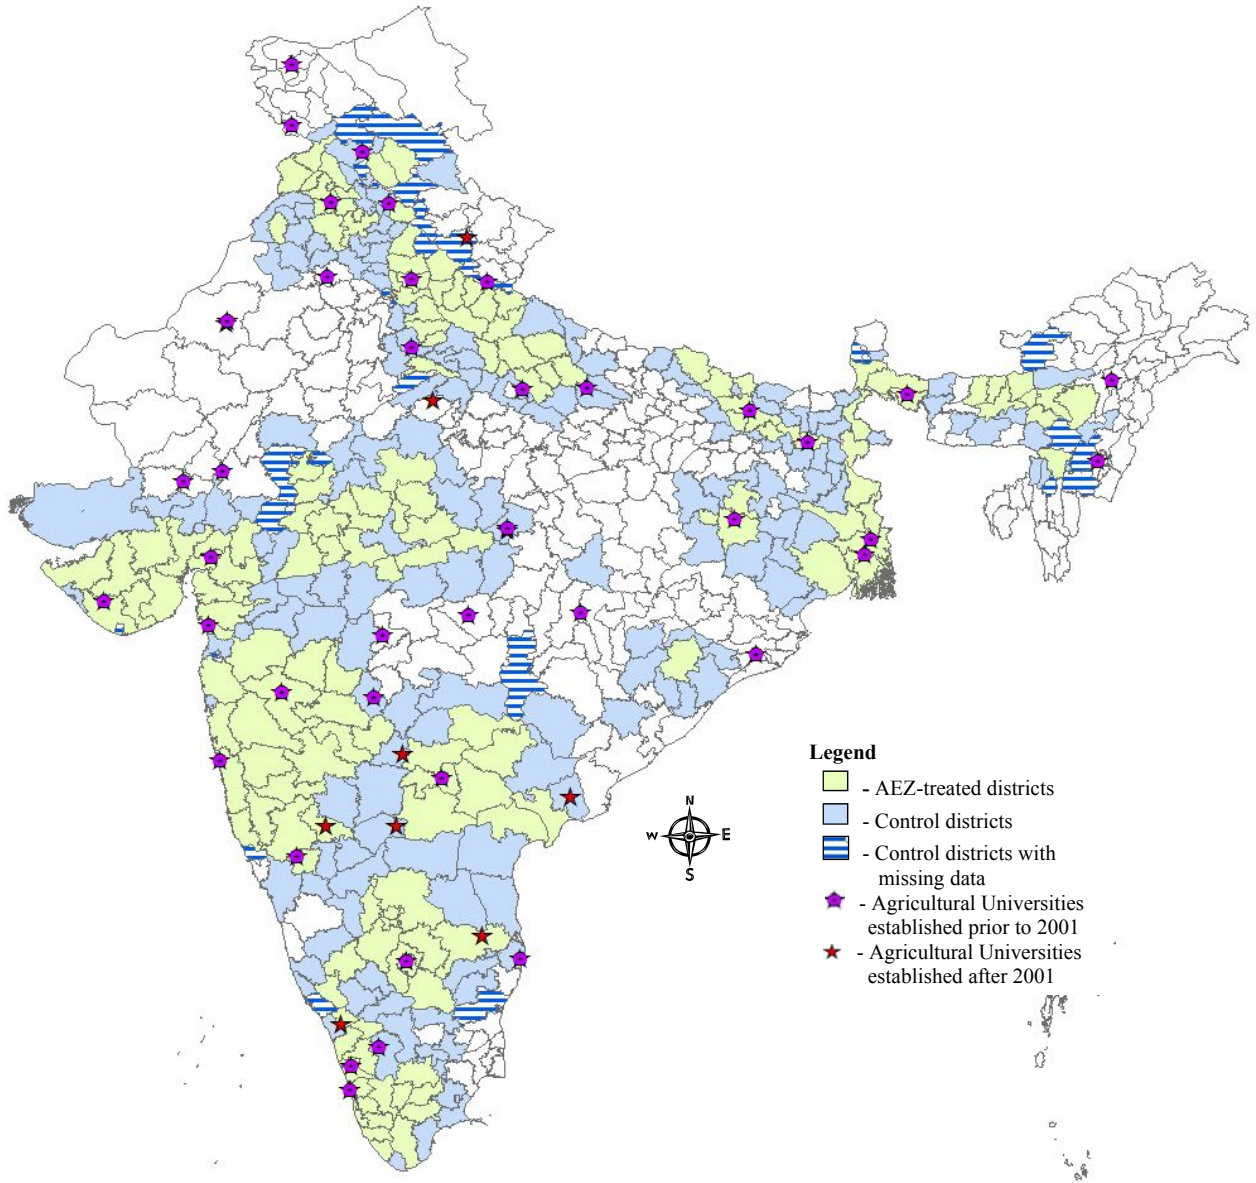 Legend
- AEZ-treated districts
- Control districts
- Control districts with
missing data
- Agricultural Universities
established prior to 2001
- Agricultural Universities
established after 2001
N
W E
S